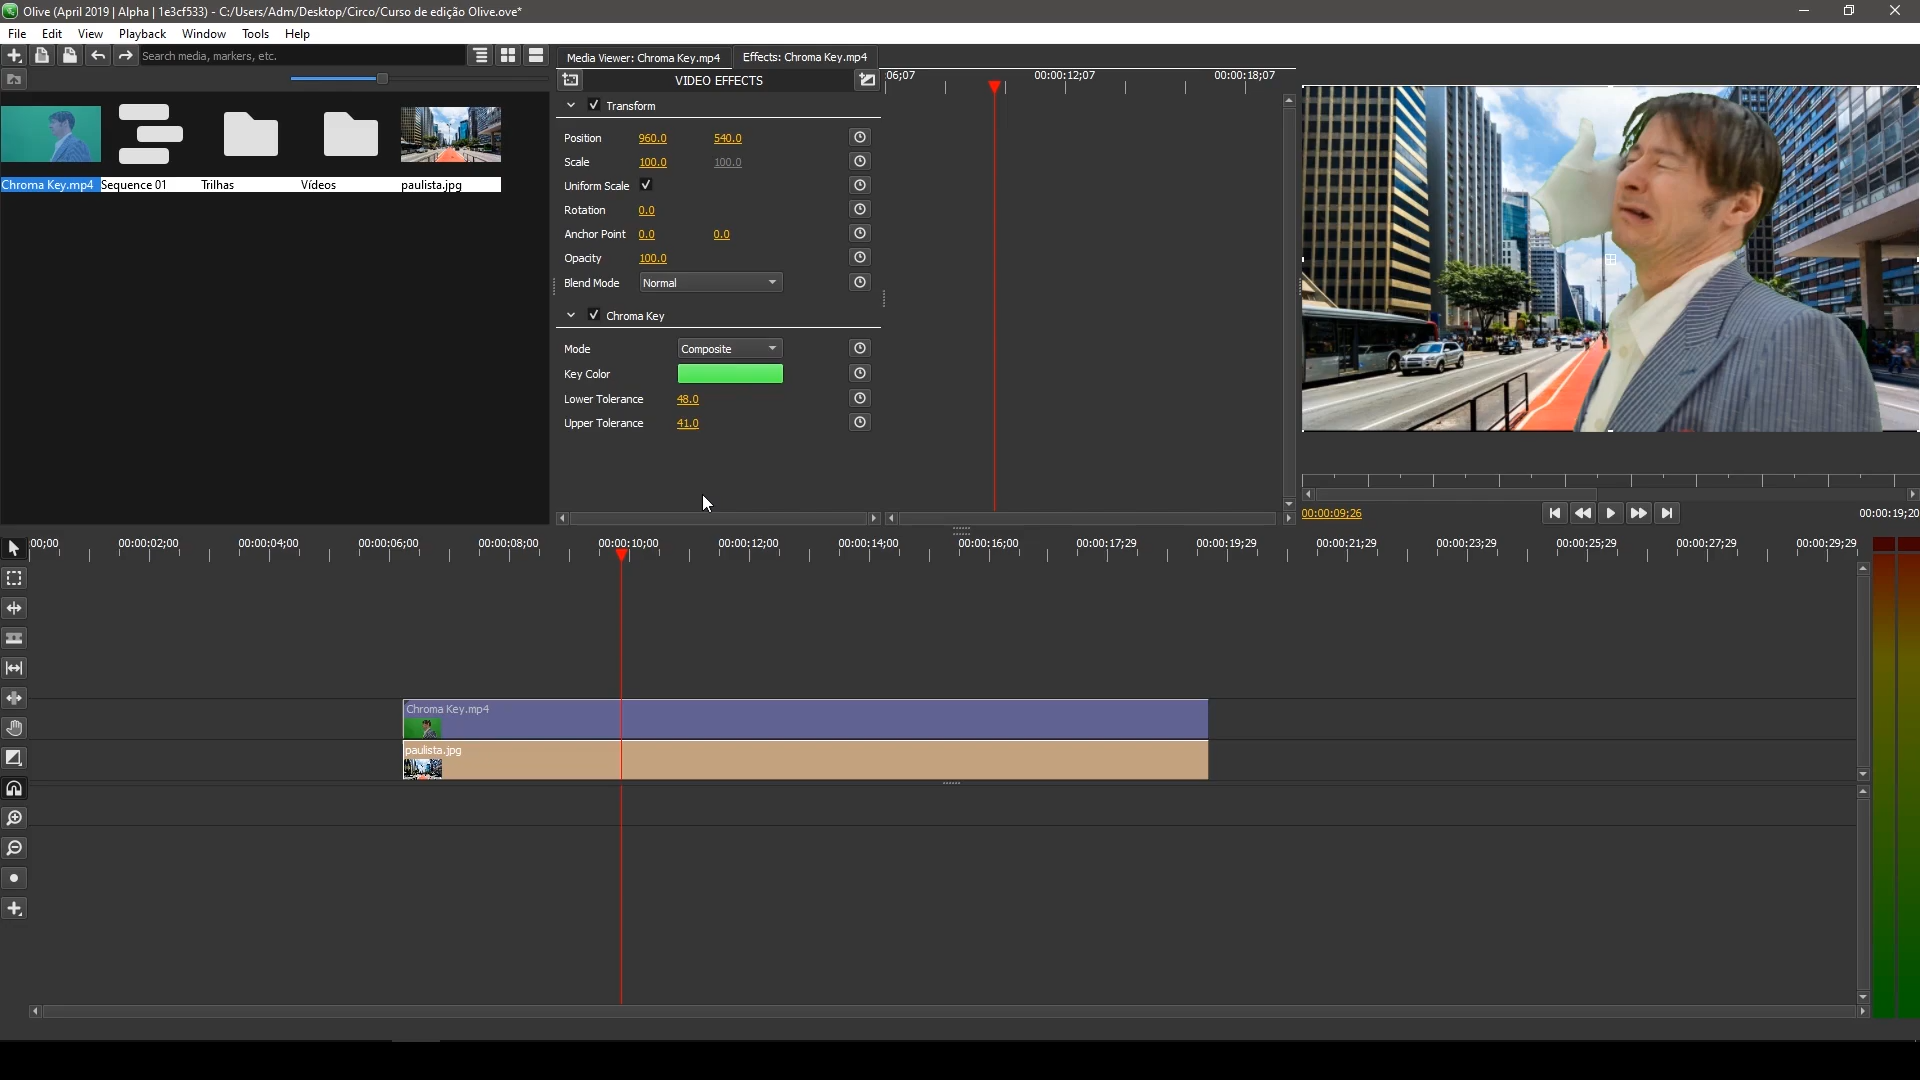 Olive (April 2019 | Alpha | 1e3cf533) - C:/Users/Adm/Desktop/Circo/Curso de edição Olive.ove*
File Edit View Playback Window Tools Help
Search media, markers, etc.
Chroma Key.mp4 Sequence 01 Trilhas Vídeos paulista.jpg
Media Viewer: Chroma Key.mp4 Effects: Chroma Key.mp4
VIDEO EFFECTS
Transform
Position 960.0 540.0
Scale 100.0 100.0
Uniform Scale
Rotation 0.0
Anchor Point 0.0 0.0
Opacity 100.0
Blend Mode Normal
Chroma Key
Mode Composite
Key Color
Lower Tolerance 48.0
Upper Tolerance 41.0
06;07 00:00:12;07 00:00:18;07
00:00:09;26 00:00:19;20
00;00 00:00:02;00 00:00:04;00 00:00:06;00 00:00:08;00 00:00:10;00 00:00:12;00 00:00:14;00 00:00:16;00 00:00:17;29 00:00:19;29 00:00:21;29 00:00:23;29 00:00:25;29 00:00:27;29 00:00:29;29
Chroma Key.mp4
paulista.jpg